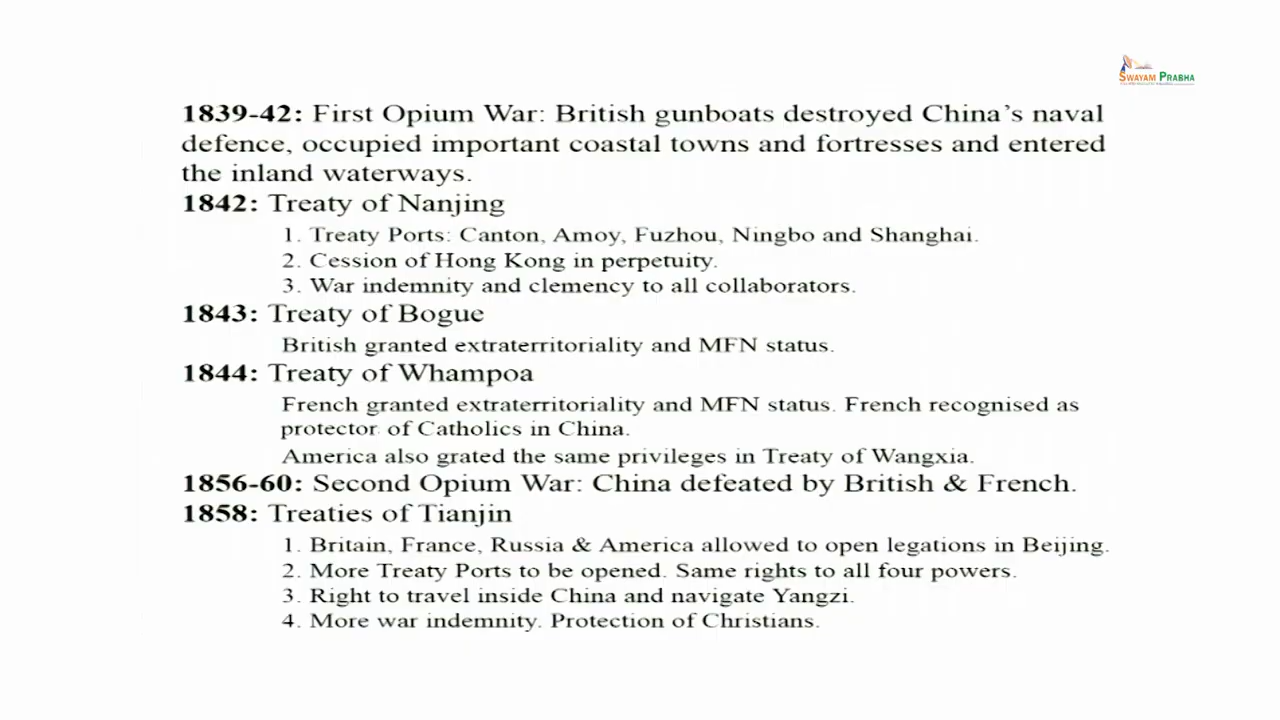 SWAYAM PRABHA
1839-42: First Opium War: British gunboats destroyed China's naval
defence, occupied important coastal towns and fortresses and entered
the inland waterways.
1842: Treaty of Nanjing
1. Treaty Ports: Canton, Amoy, Fuzhou, Ningbo and Shanghai.
2. Cession of Hong Kong in perpetuity.
3. War indemnity and clemency to all collaborators.
1843: Treaty of Bogue
British granted extraterritoriality and MFN status.
1844: Treaty of Whampoa
French granted extraterritoriality and MFN status. French recognised as
protector of Catholics in China.
America also grated the same privileges in Treaty of Wangxia.
1856-60: Second Opium War: China defeated by British & French.
1858: Treaties of Tianjin
1. Britain, France, Russia & America allowed to open legations in Beijing.
2. More Treaty Ports to be opened. Same rights to all four powers.
3. Right to travel inside China and navigate Yangzi.
4. More war indemnity. Protection of Christians.